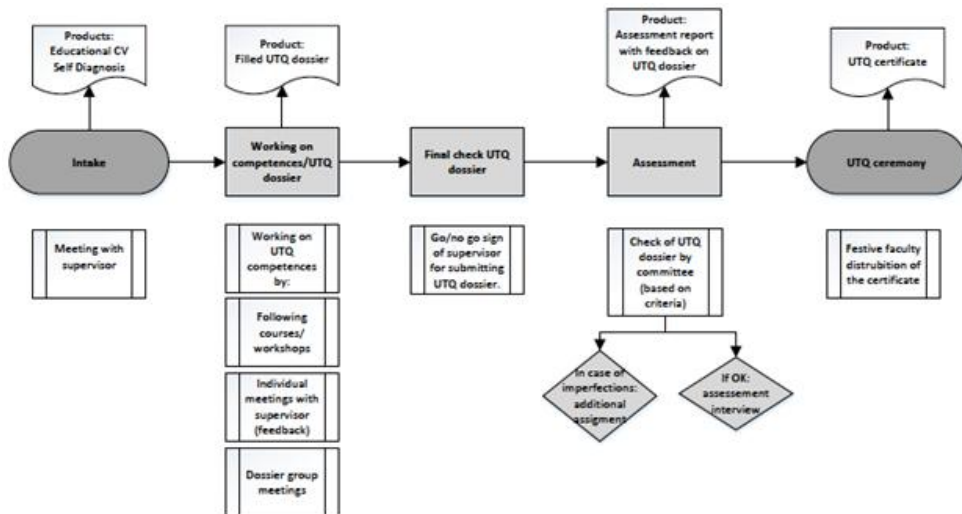 Products:
Educational CV
Self Diagnosis
Product:
Filled UTQ dossier
Product:
Assessment report
with feedback on
UTQ dossier
Product:
UTQ certificate
Intake
Working on
competences/UTQ
dossier
Final check UTQ
dossier
Assessment
UTQ ceremony
Meeting with
supervisor
Working on
UTQ
competences
by:
Go/no go sign
of supervisor
for submitting
UTQ dossier.
Check of UTQ
dossier by
committee
(based on
criteria)
Festive faculty
distrubition of
the certificate
Following
courses/
workshops
Individual
meetings with
supervisor
(feedback)
Dossier group
meetings
In case of
imperfections:
additional
assigment
If OK:
assessement
interview